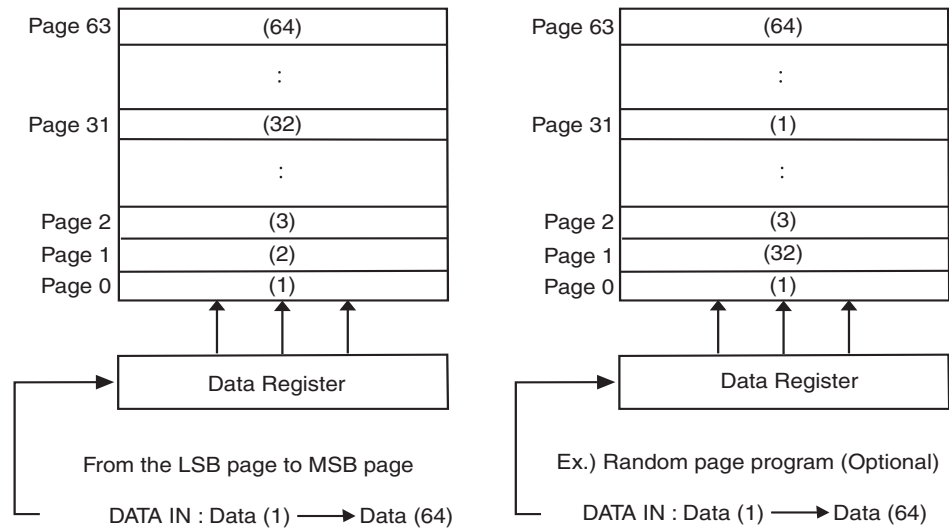 Page 63 (64)
:
Page 31 (32)
:
Page 2 (3)
Page 1 (2)
Page 0 (1)
Data Register
From the LSB page to MSB page
DATA IN : Data (1) Data (64)
Page 63 (64)
:
Page 31 (1)
:
Page 2 (3)
Page 1 (32)
Page 0 (1)
Data Register
Ex.) Random page program (Optional)
DATA IN : Data (1) Data (64)